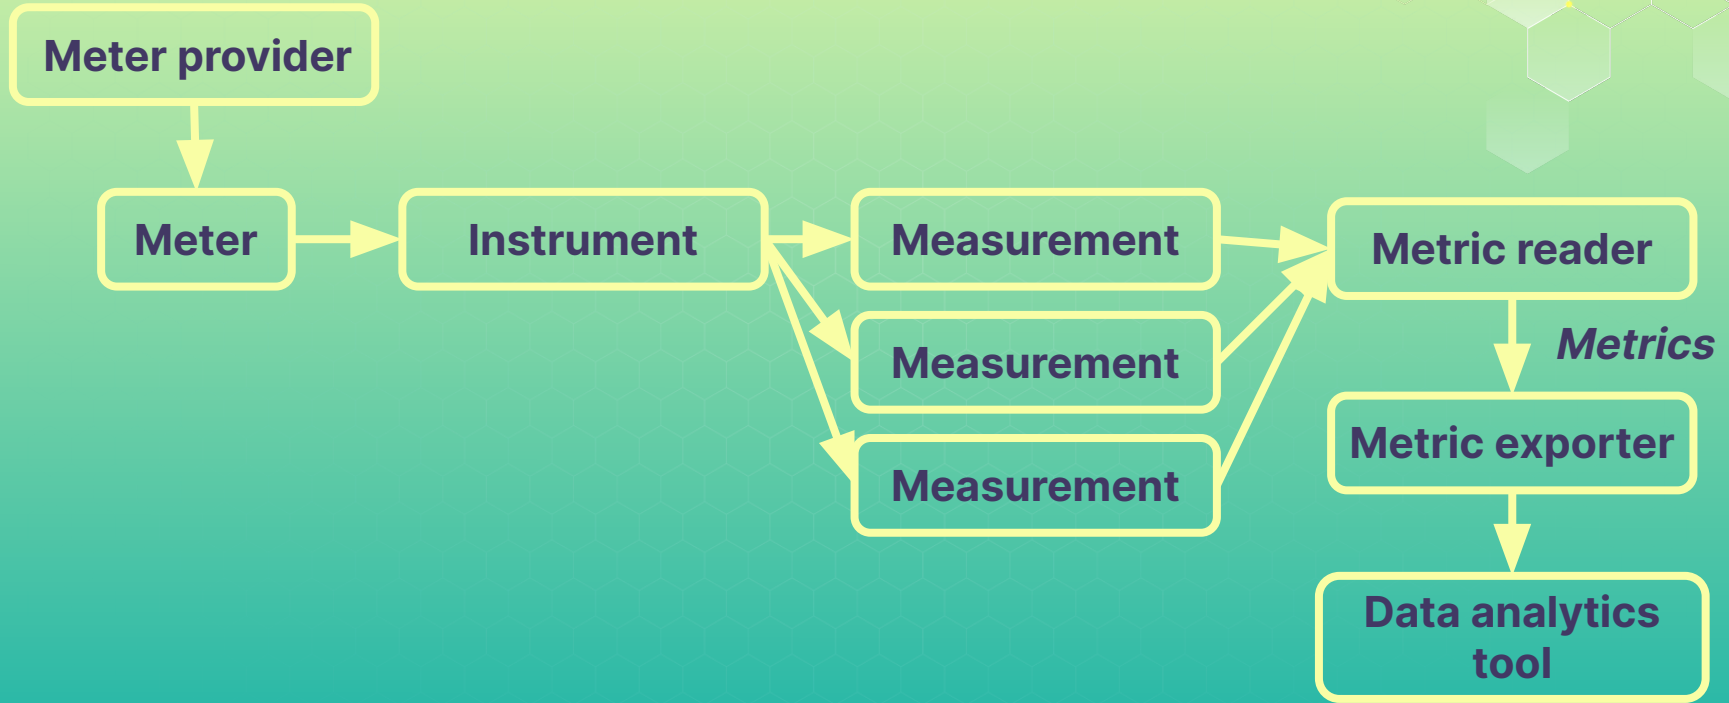 Meter provider
Meter
Instrument
Measurement
Metric reader
Metrics
Measurement
Metric exporter
Measurement
Data analytics
tool